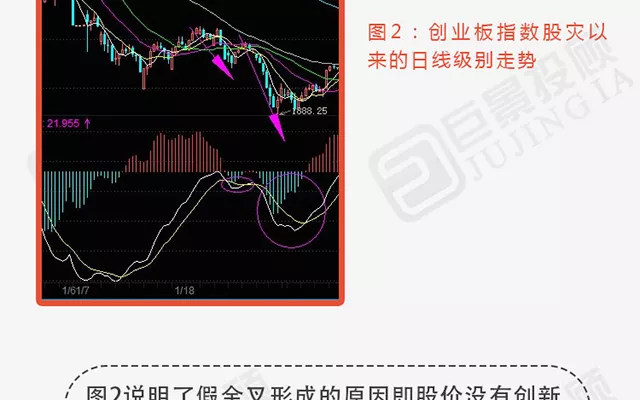 图2：创业板指数股灾以
来的日线级别走势
1888.25
21.955↑
1/61/7
1/18
巨景投顾
JUJING IA
图2说明了假金叉形成的原因即股价没有创新